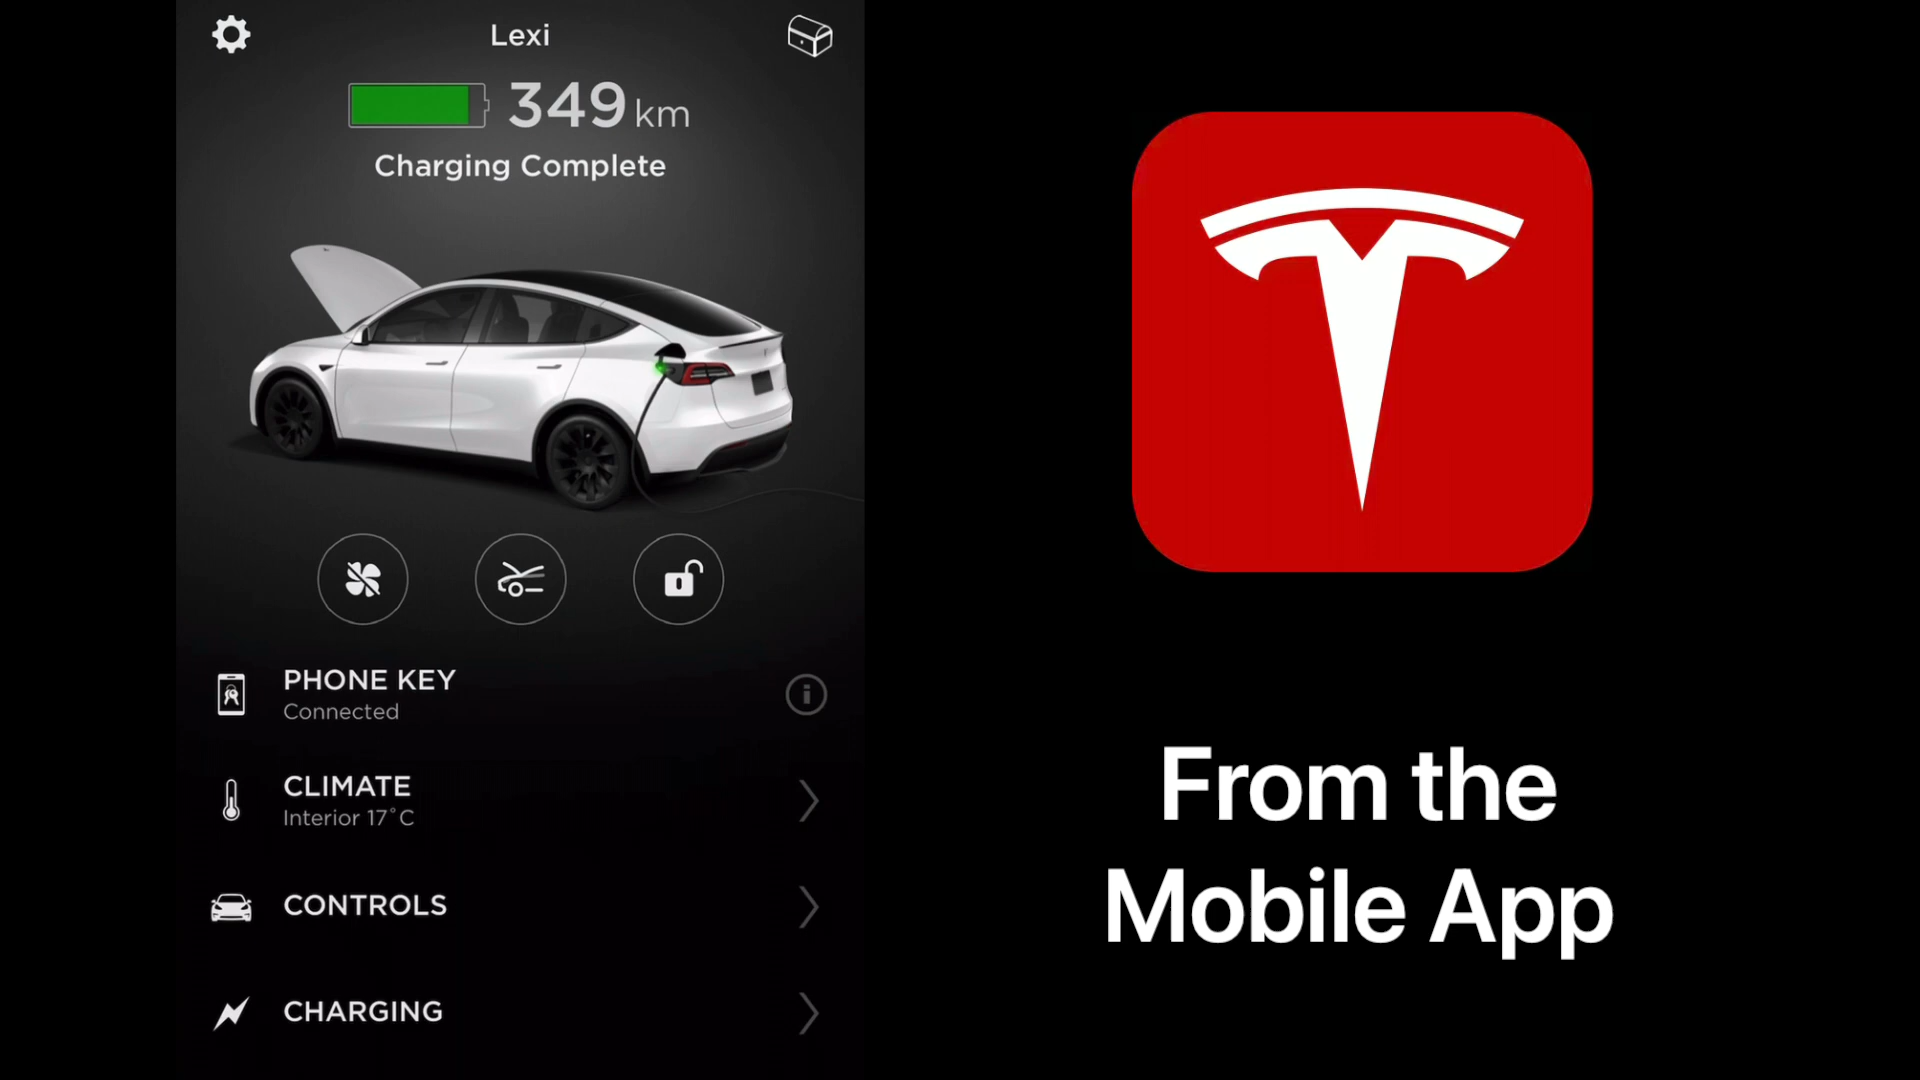 Lexi
349 km
Charging Complete
PHONE KEY
Connected
CLIMATE
Interior 17°C
CONTROLS
CHARGING
From the
Mobile App